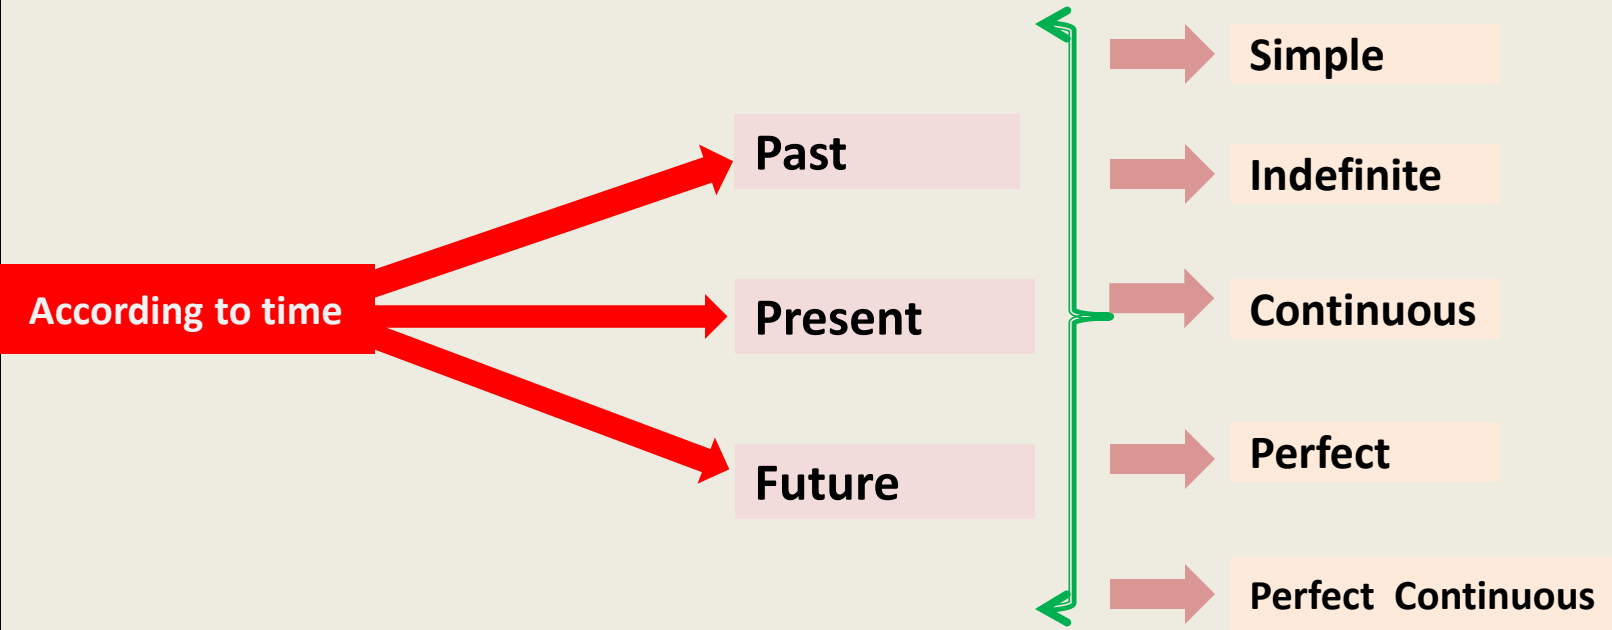 According to time
Past
Present
Future
Simple
Indefinite
Continuous
Perfect
Perfect Continuous